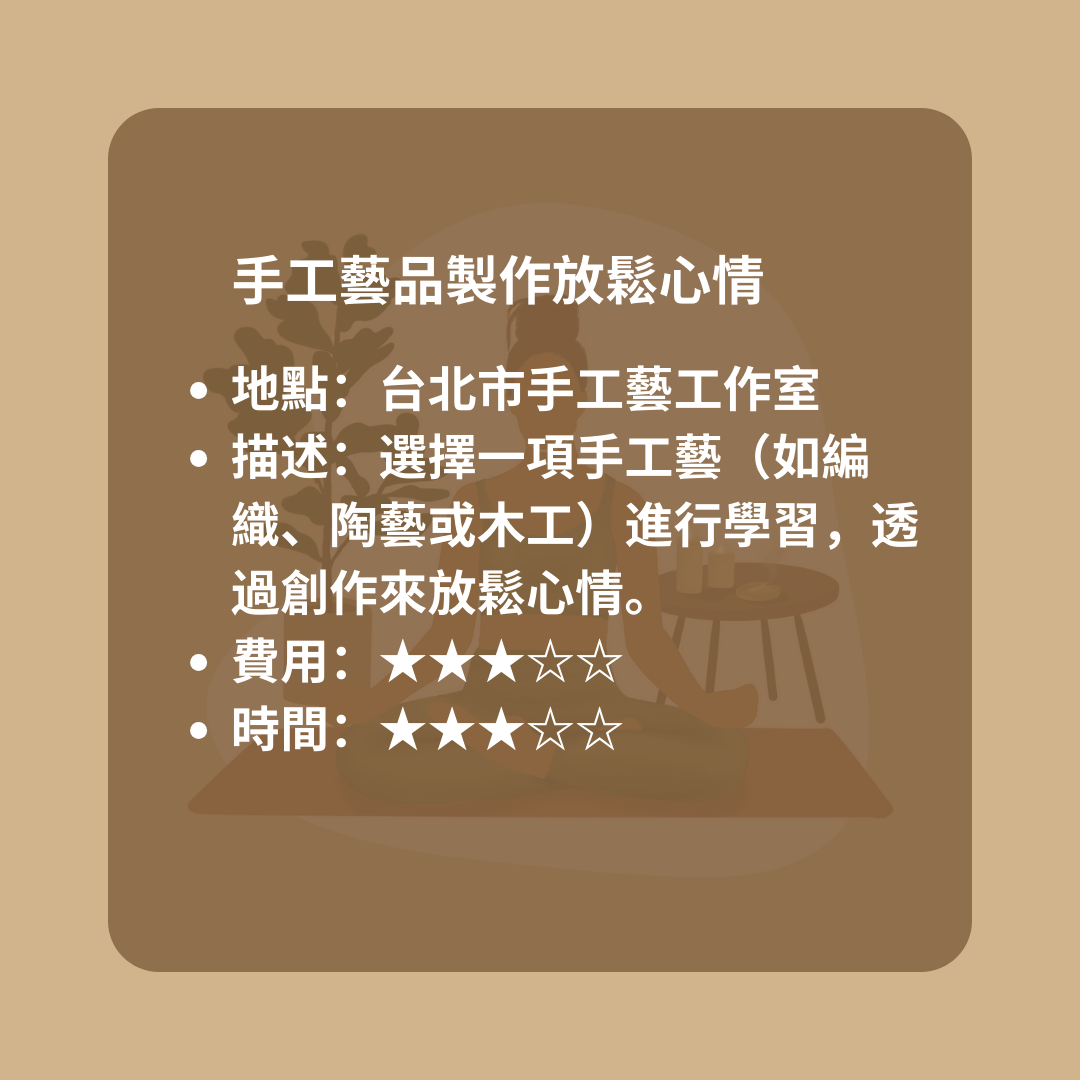 手工藝品製作放鬆心情
• 地點：台北市手工藝工作室
• 描述：選擇一項手工藝（如編
織、陶藝或木工）進行學習，透
過創作來放鬆心情。
• 費用：★★★☆☆
• 時間：★★★☆☆